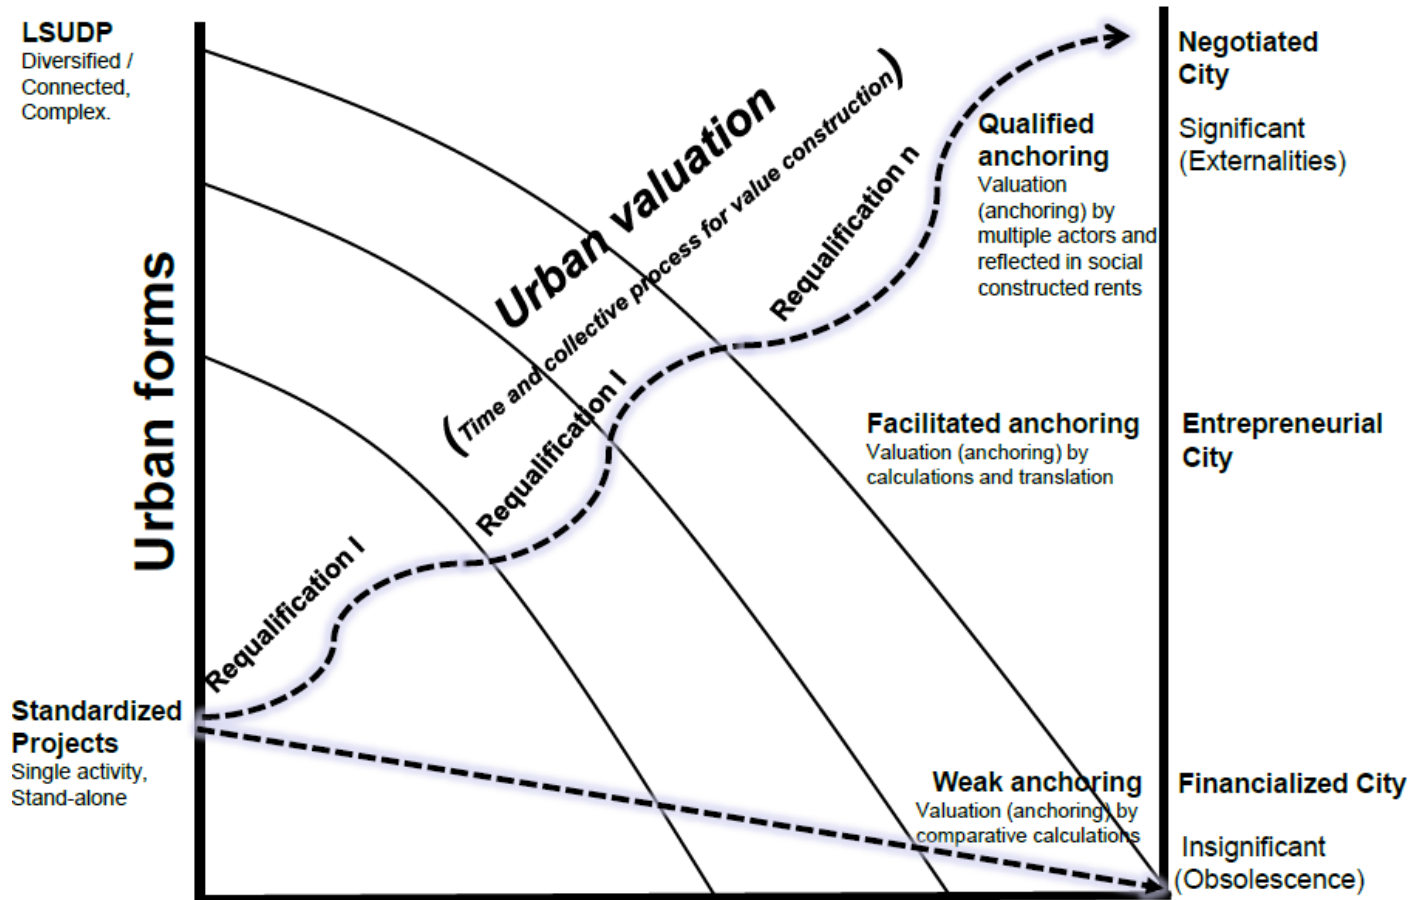 LSUDP
Diversified /
Connected,
Complex.
Urban forms
Standardized
Projects
Single activity,
Stand-alone
Urban valuation
(Time and collective process for value construction)
Requalification I
Requalification I
Requalification n
Qualified
anchoring
Valuation
(anchoring) by
multiple actors and
reflected in social
constructed rents
Facilitated anchoring
Valuation (anchoring) by
calculations and translation
Weak anchoring
Valuation (anchoring) by
comparative calculations
Negotiated
City
Significant
(Externalities)
Entrepreneurial
City
Financialized City
Insignificant
(Obsolescence)